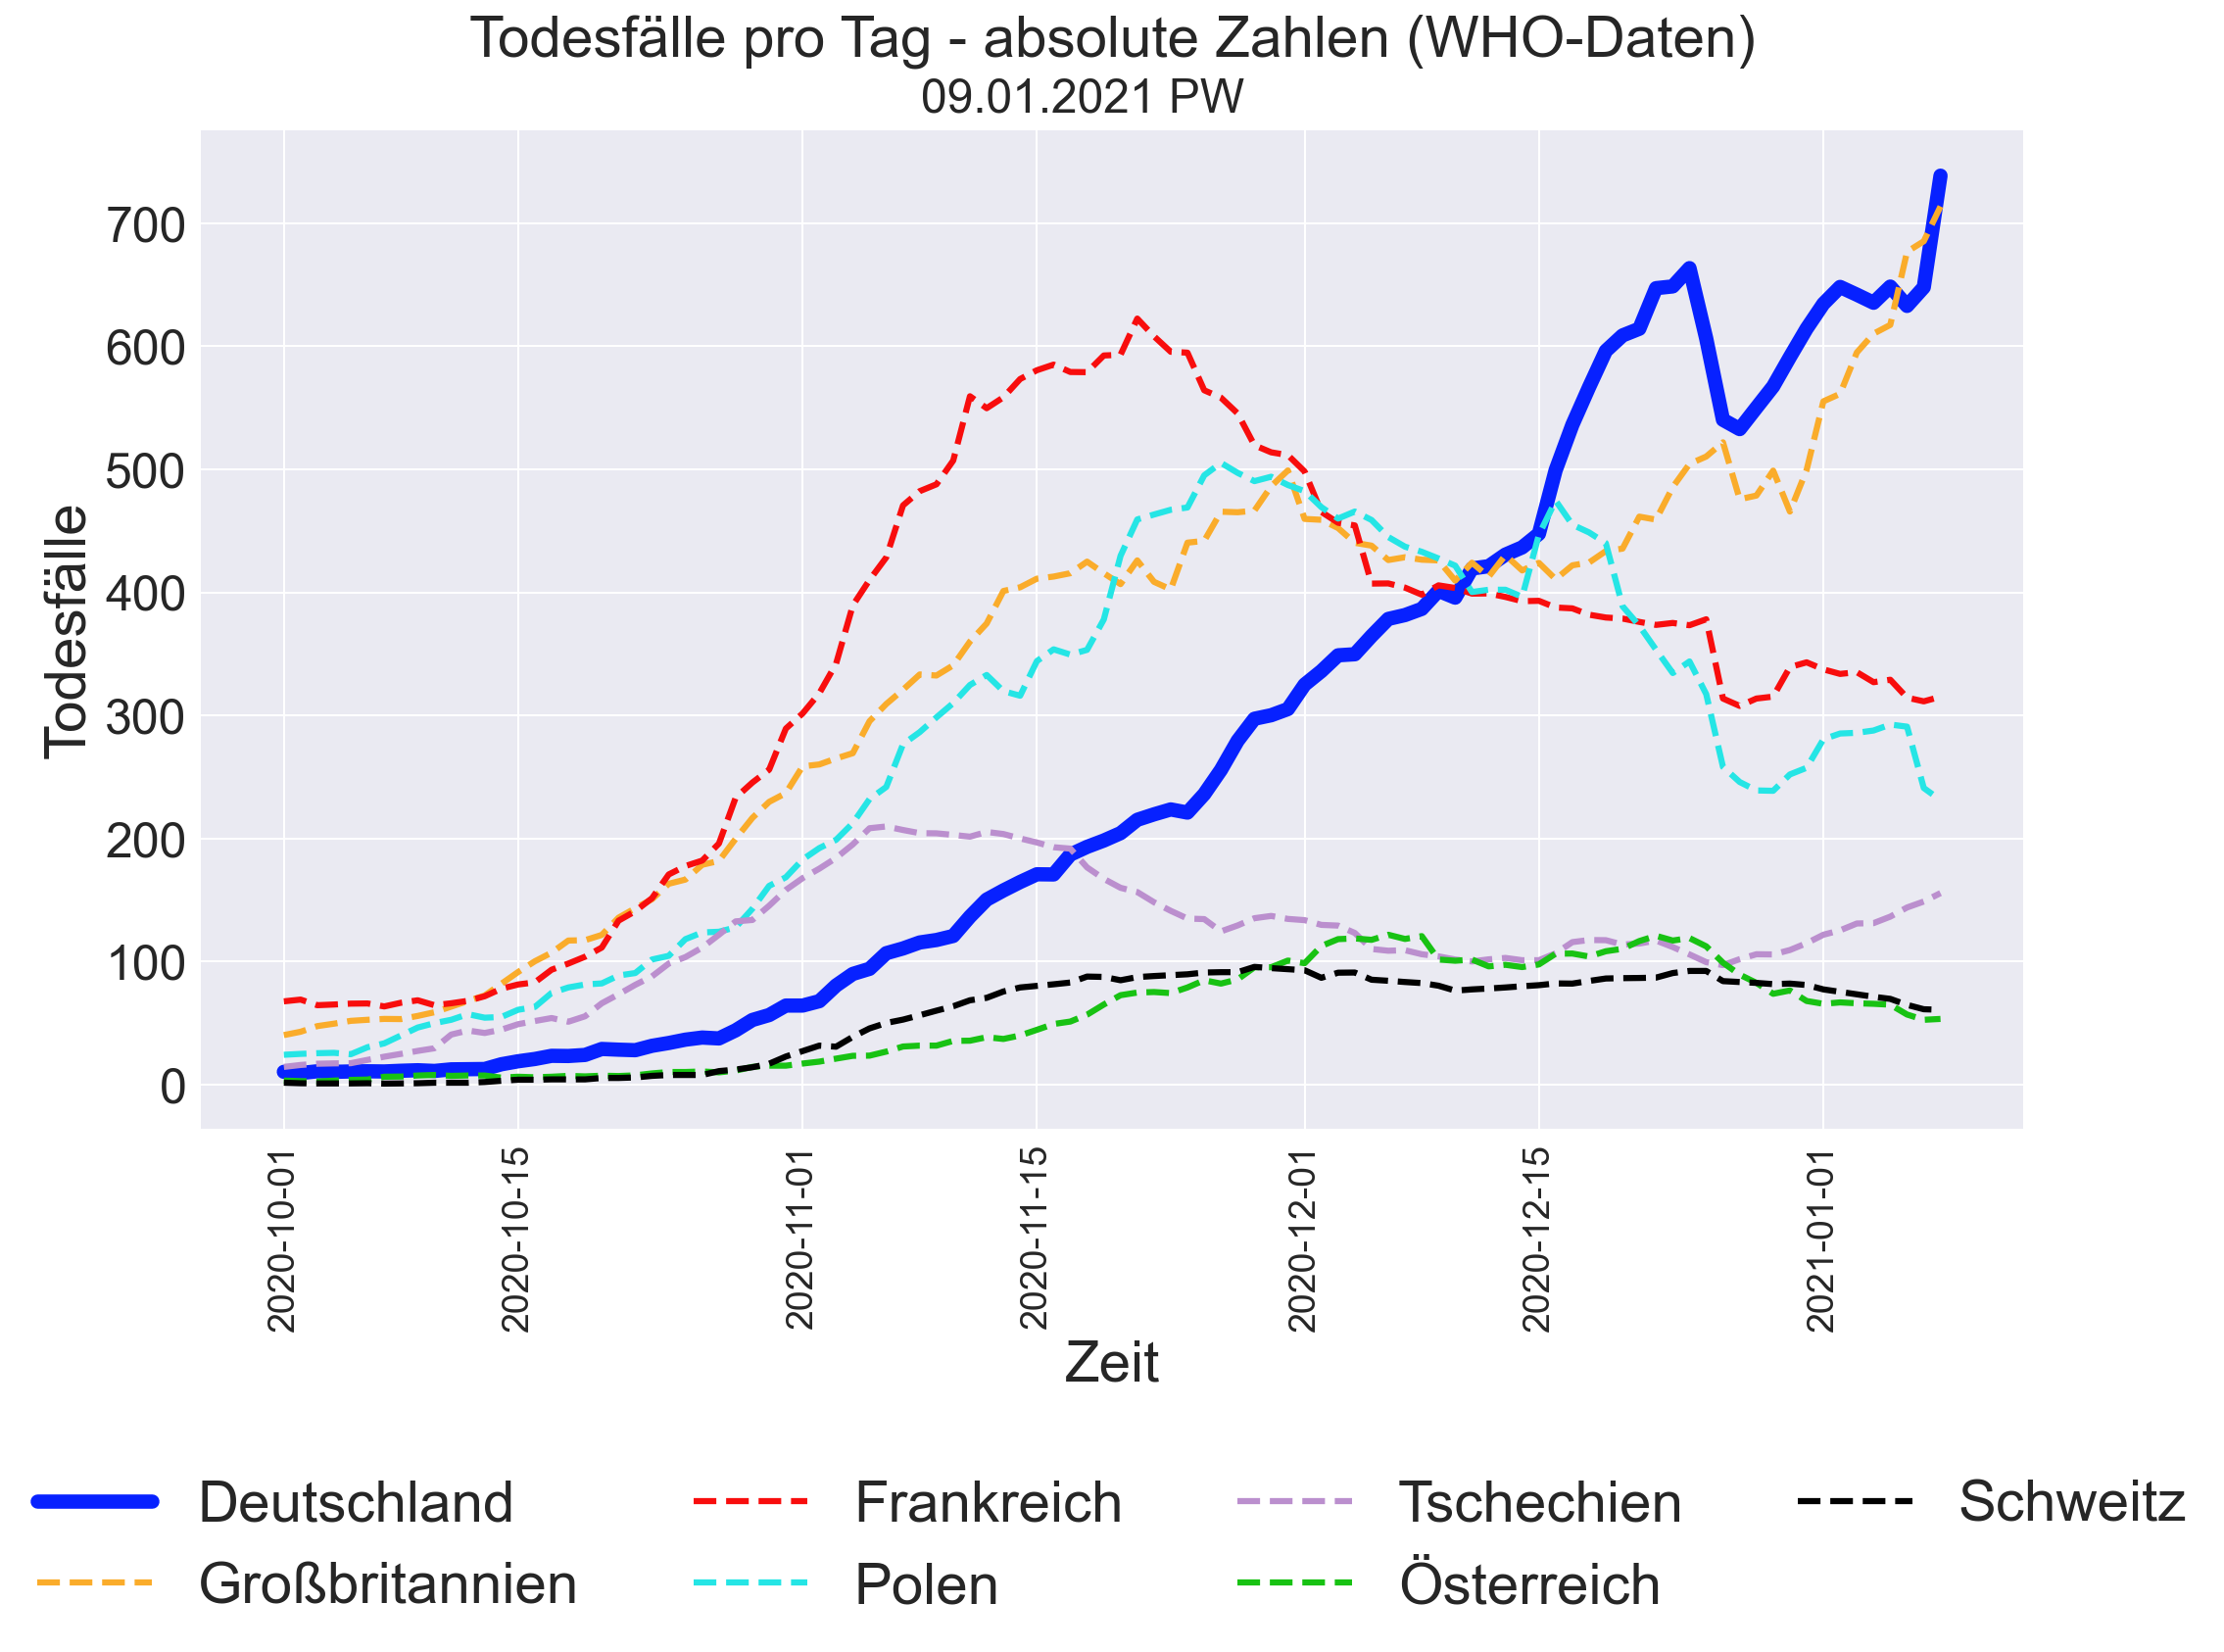 Todesfälle pro Tag - absolute Zahlen (WHO-Daten)
09.01.2021 PW
Todesfälle
700
600
500
400
300
200
100
0
2020-10-01
2020-10-15
2020-11-01
2020-11-15
2020-12-01
2020-12-15
2021-01-01
Zeit
Deutschland
Frankreich
Tschechien
Schweitz
Großbritannien
Polen
Österreich